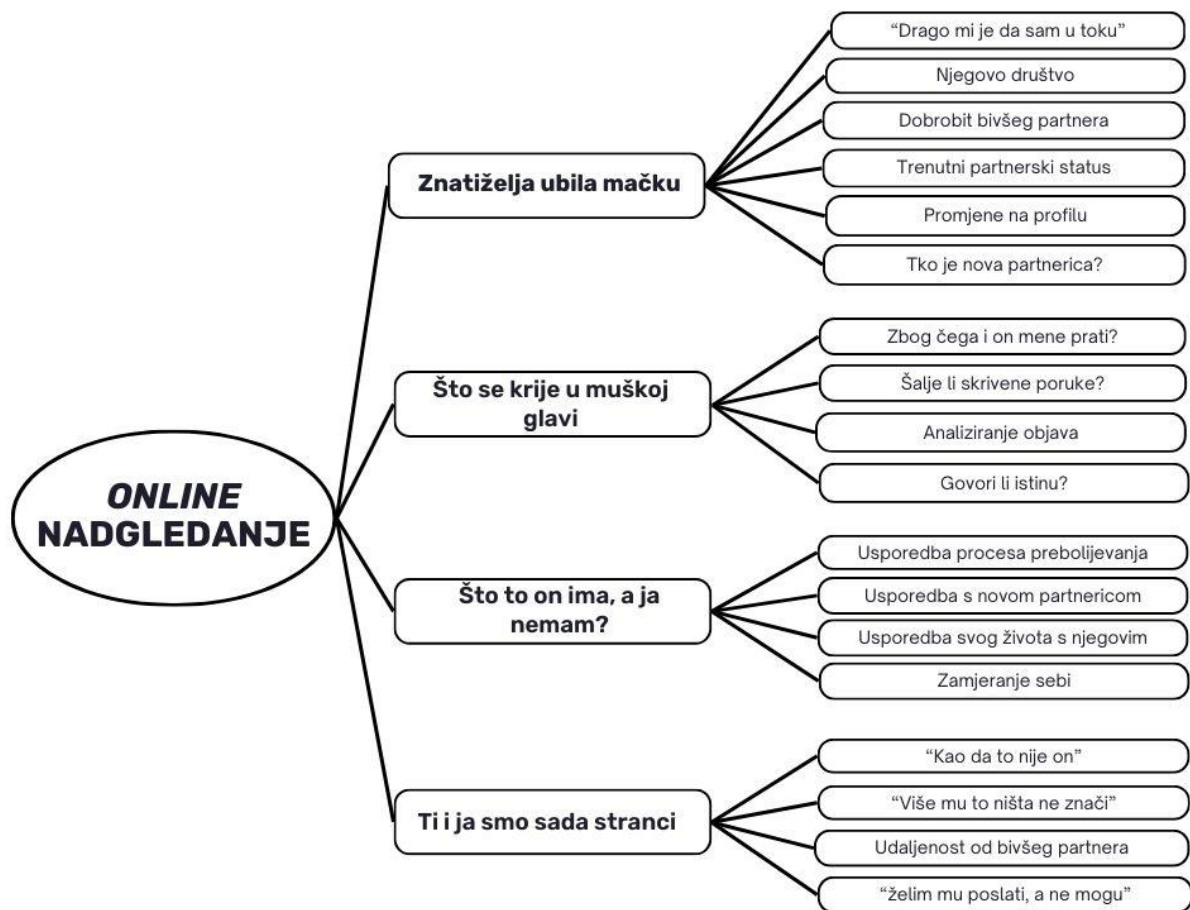 ONLINE
NADGLEDANJE
Znatiželja ubila mačku
“Drago mi je da sam u toku”
Njegovo društvo
Dobrobit bivšeg partnera
Trenutni partnerski status
Promjene na profilu
Tko je nova partnerica?
Što se krije u muškoj
glavi
Zbog čega i on mene prati?
Šalje li skrivene poruke?
Analiziranje objava
Govori li istinu?
Što to on ima, a ja
nemam?
Usporedba procesa prebolijevanja
Usporedba s novom partnericom
Usporedba svog života s njegovim
Zamjeranje sebi
Ti i ja smo sada stranci
“Kao da to nije on”
“Više mu to ništa ne znači”
Udaljenost od bivšeg partnera
“želim mu poslati, a ne mogu”